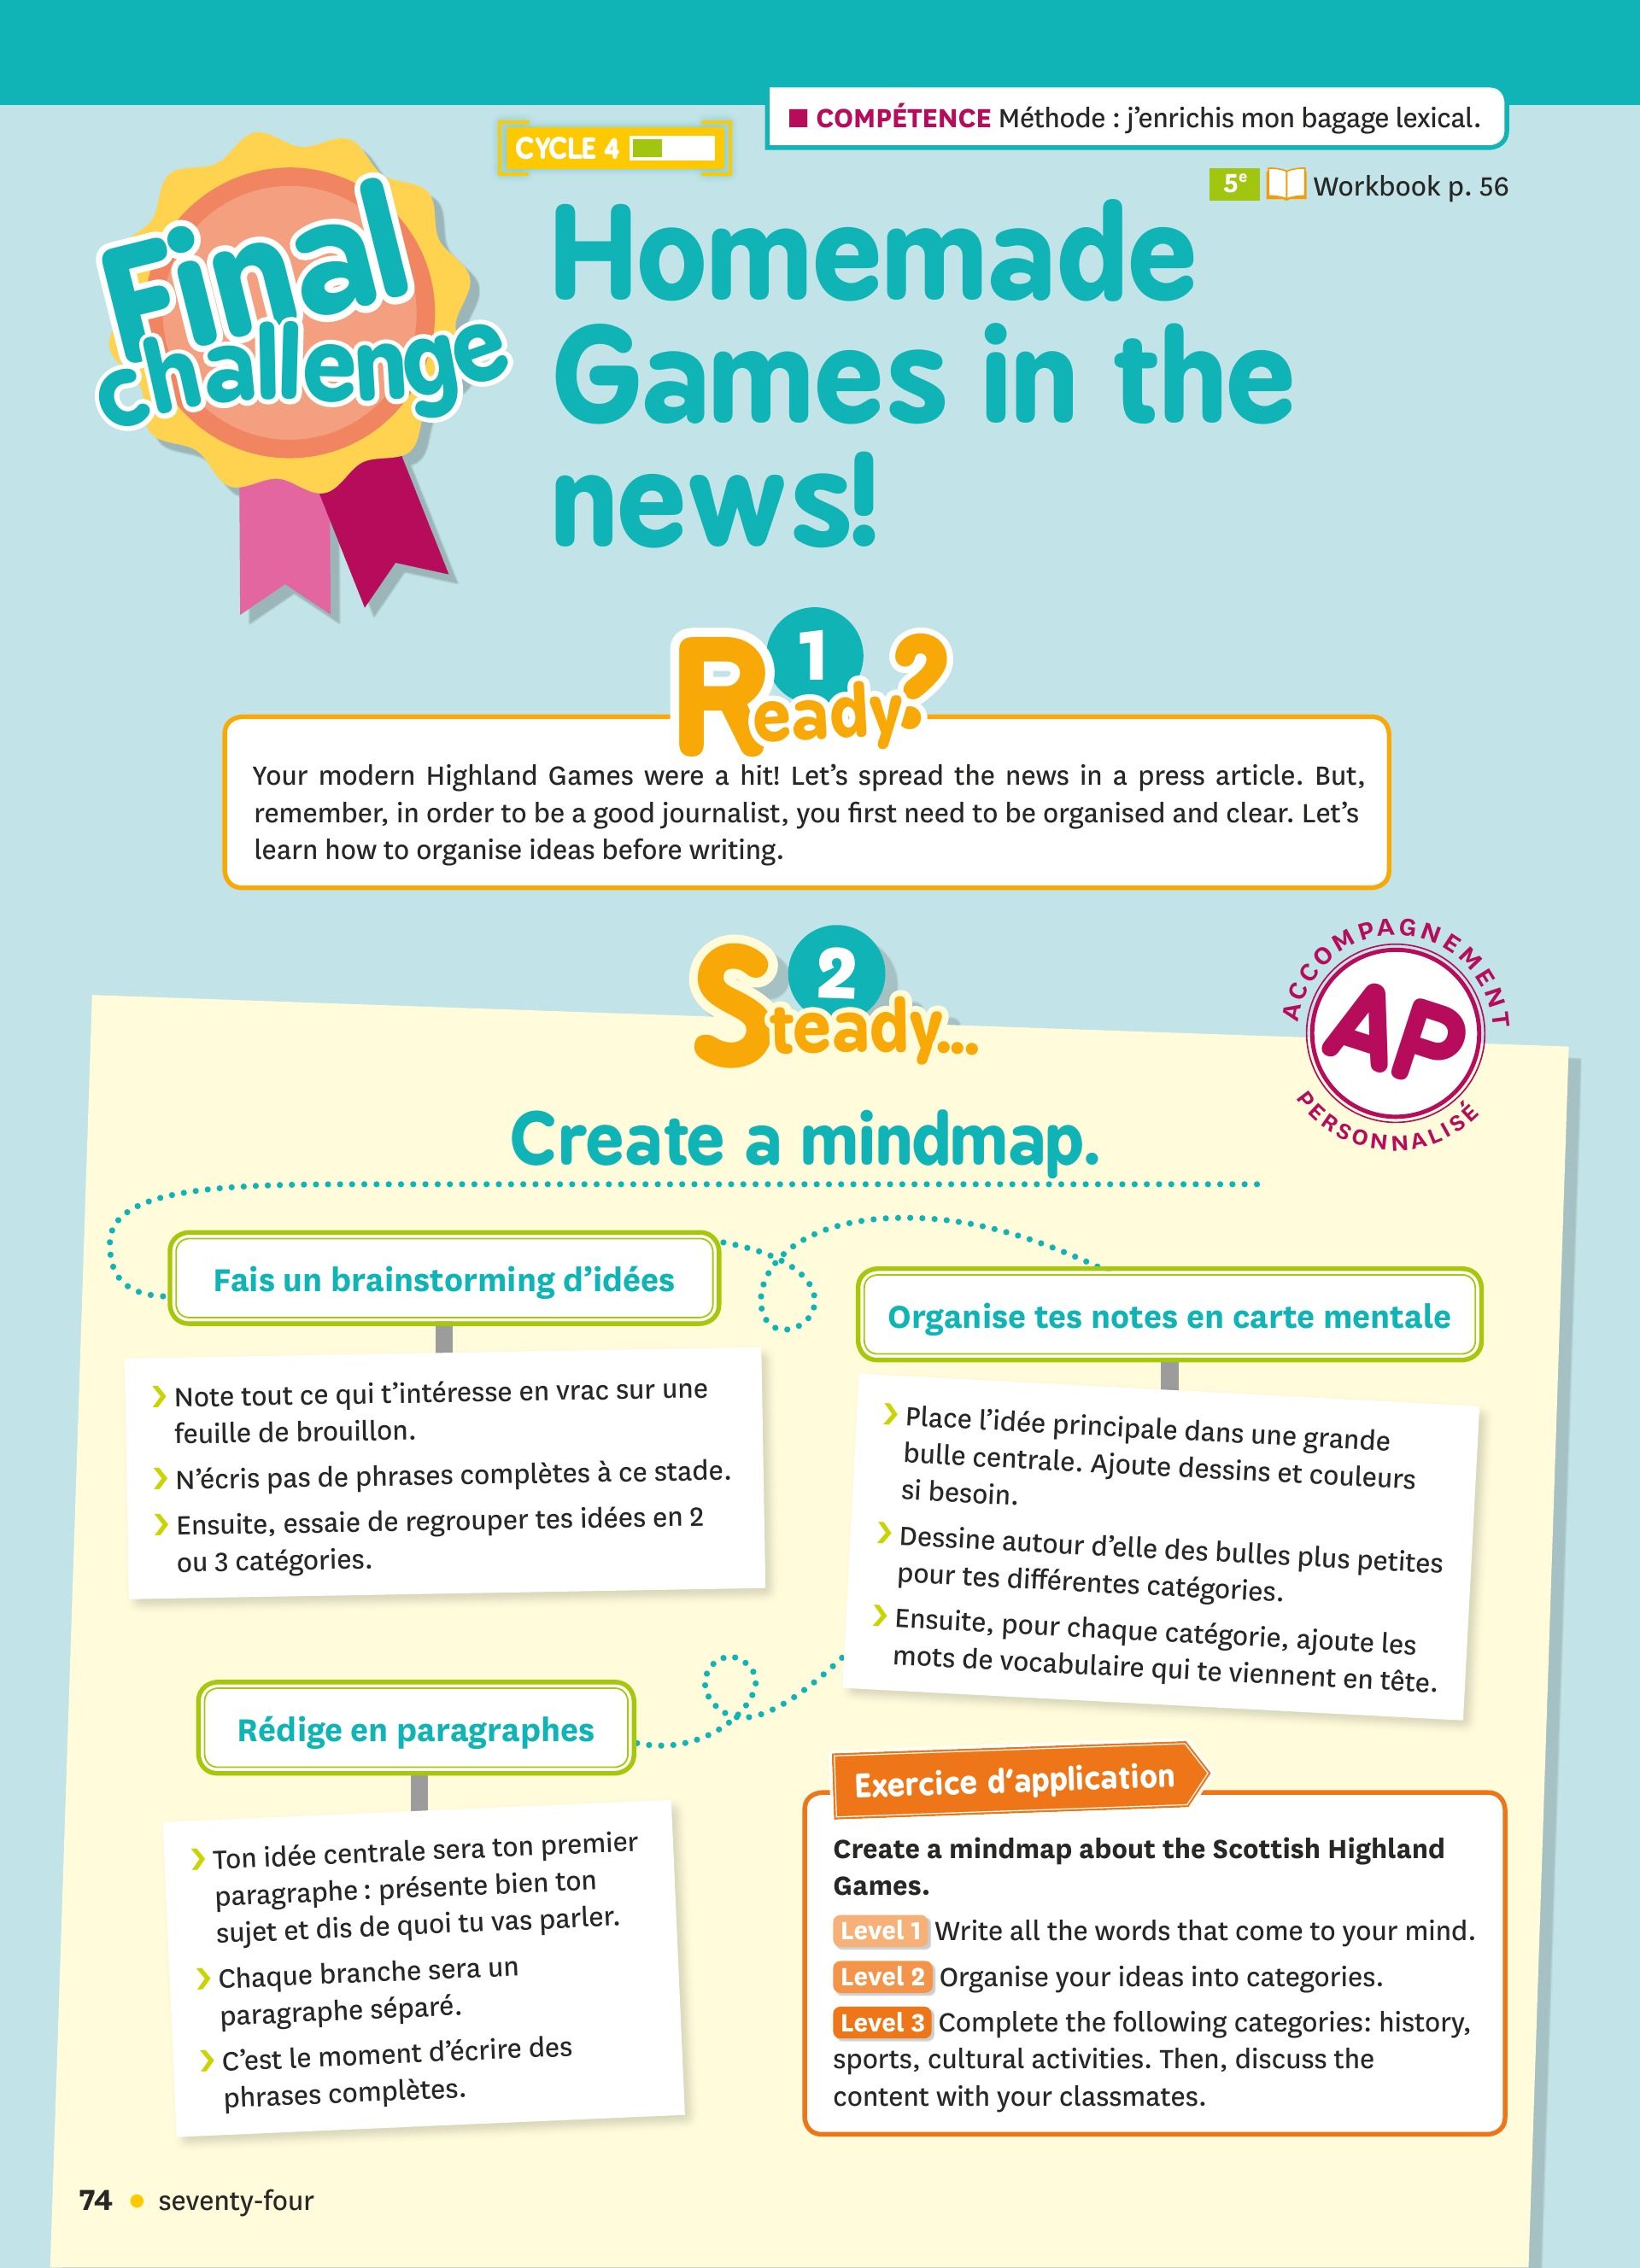 COMPÉTENCE Méthode : j’enrichis mon bagage lexical.
CYCLE 4
5e Workbook p. 56
Final
challenge
Homemade
Games in the
news!
1
Ready?
Your modern Highland Games were a hit! Let’s spread the news in a press article. But,
remember, in order to be a good journalist, you first need to be organised and clear. Let’s
learn how to organise ideas before writing.
2
Steady...
ACCOMPAGNEMENT
AP
PERSONNALISÉ
Create a mindmap.
Fais un brainstorming d’idées
Note tout ce qui t’intéresse en vrac sur une
feuille de brouillon.
N’écris pas de phrases complètes à ce stade.
Ensuite, essaie de regrouper tes idées en 2
ou 3 catégories.
Organise tes notes en carte mentale
Place l’idée principale dans une grande
bulle centrale. Ajoute dessins et couleurs
si besoin.
Dessine autour d’elle des bulles plus petites
pour tes différentes catégories.
Ensuite, pour chaque catégorie, ajoute les
mots de vocabulaire qui te viennent en tête.
Rédige en paragraphes
Ton idée centrale sera ton premier
paragraphe : présente bien ton
sujet et dis de quoi tu vas parler.
Chaque branche sera un
paragraphe séparé.
C’est le moment d’écrire des
phrases complètes.
Exercice d’application
Create a mindmap about the Scottish Highland
Games.
Level 1 Write all the words that come to your mind.
Level 2 Organise your ideas into categories.
Level 3 Complete the following categories: history,
sports, cultural activities. Then, discuss the
content with your classmates.
74 • seventy-four